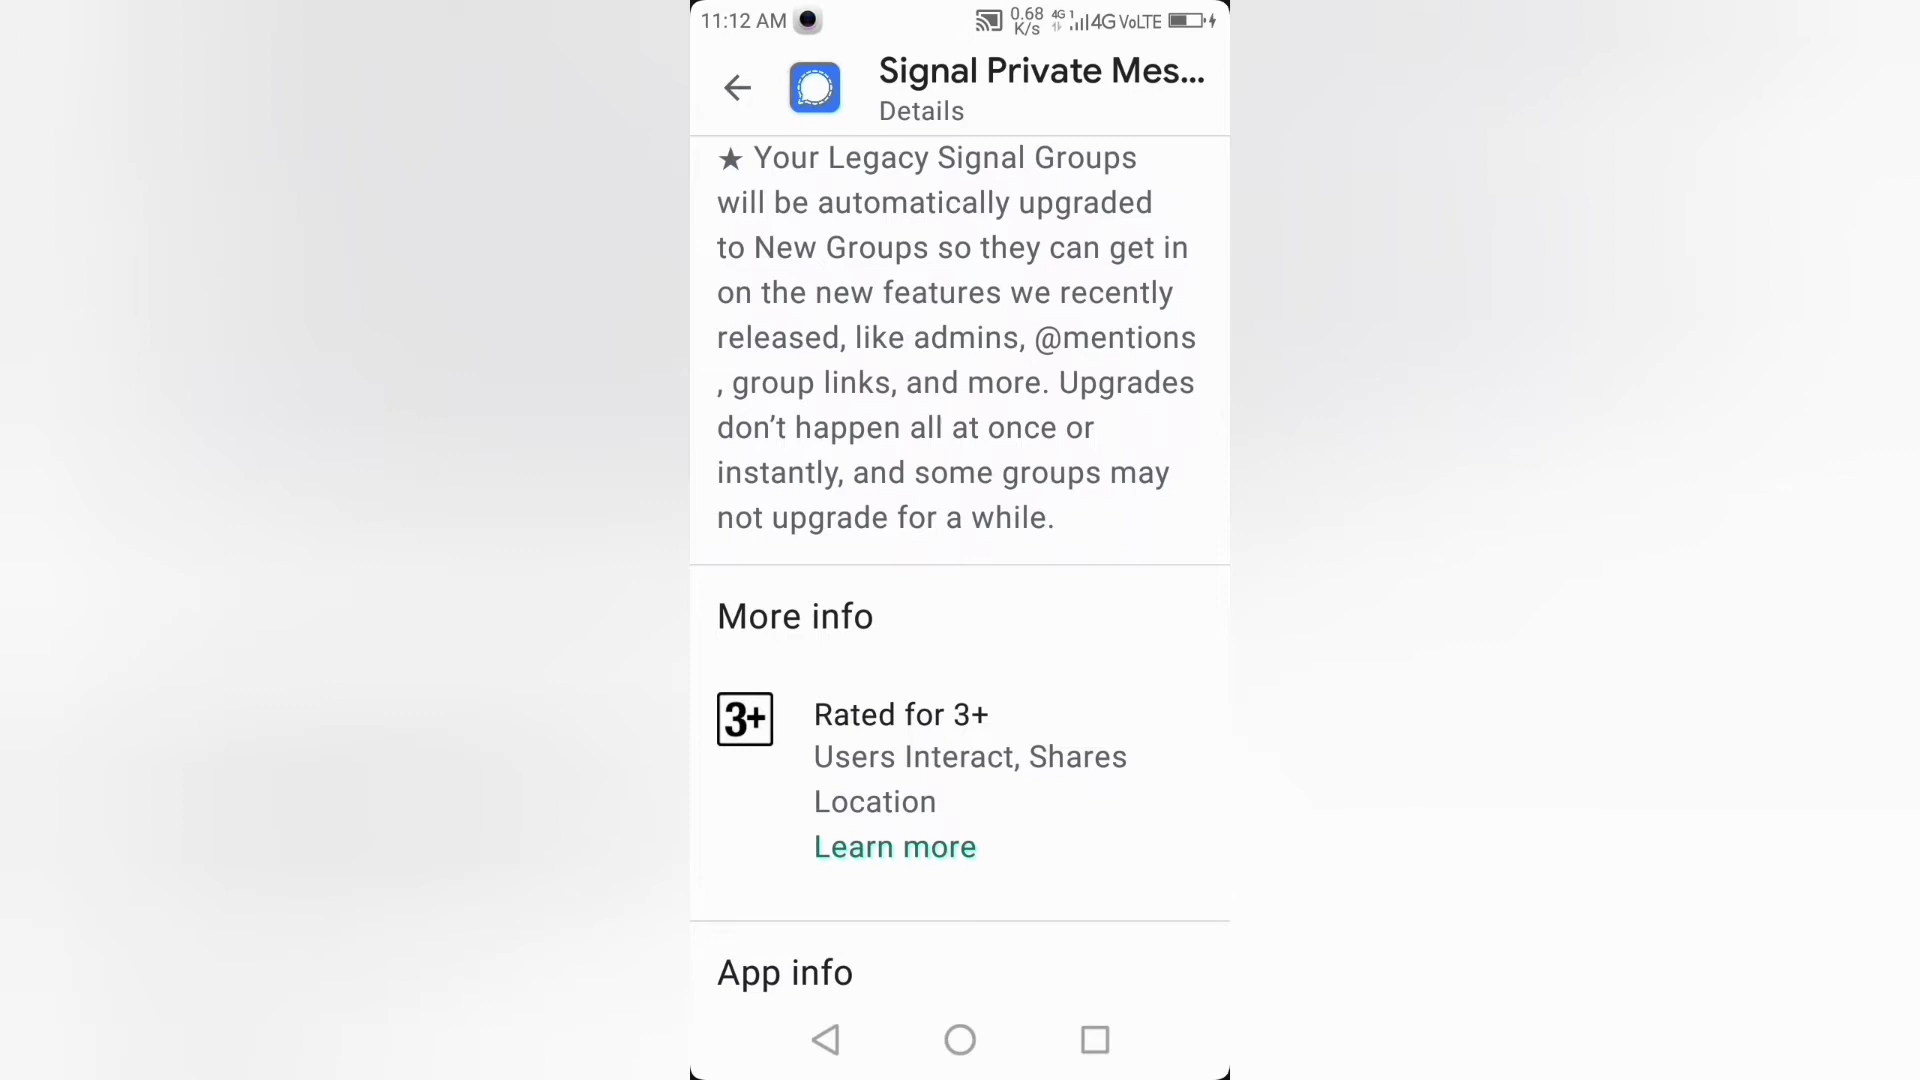 11:12 AM 0.68 K/s 4G 1 4G VoLTE
Signal Private Mes...
Details
★ Your Legacy Signal Groups
will be automatically upgraded
to New Groups so they can get in
on the new features we recently
released, like admins, @mentions
, group links, and more. Upgrades
don’t happen all at once or
instantly, and some groups may
not upgrade for a while.
More info
3+
Rated for 3+
Users Interact, Shares
Location
Learn more
App info